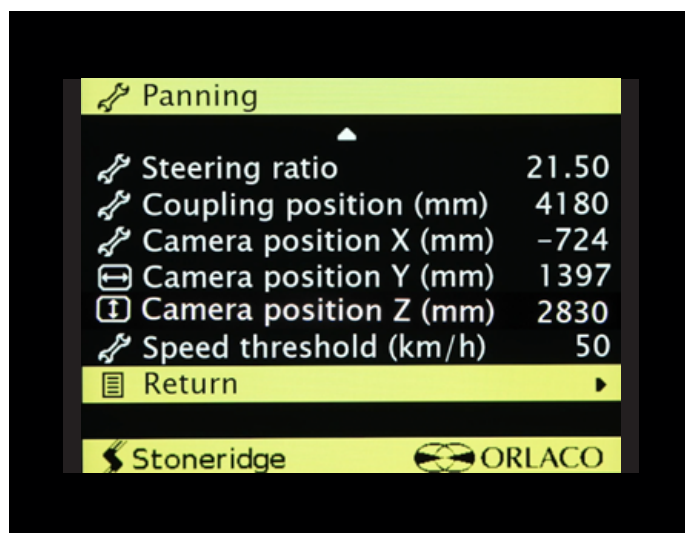 Panning
Steering ratio 21.50
Coupling position (mm) 4180
Camera position X (mm) -724
Camera position Y (mm) 1397
Camera position Z (mm) 2830
Speed threshold (km/h) 50
Return
Stoneridge ORLACO